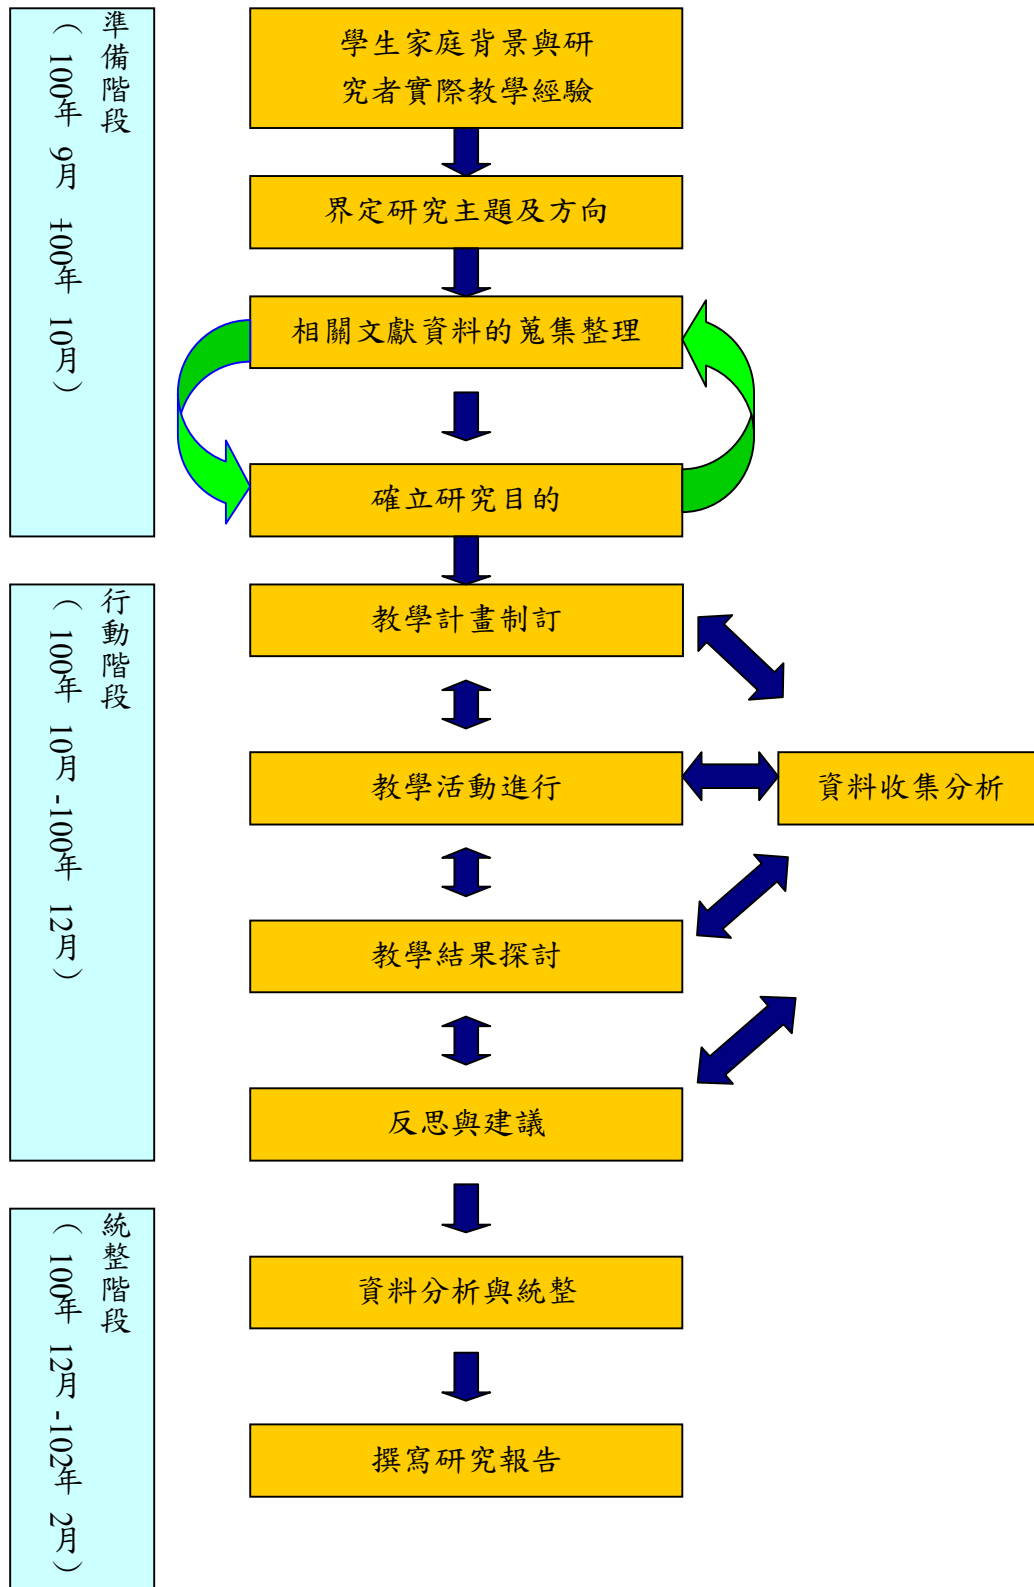 準備階段
（100年 9月 -100年 10月）
學生家庭背景與研
究者實際教學經驗
界定研究主題及方向
相關文獻資料的蒐集整理
確立研究目的
行動階段
（100年 10月 -100年 12月）
教學計畫制訂
教學活動進行
資料收集分析
教學結果探討
反思與建議
統整階段
（100年 12月 -102年 2月）
資料分析與統整
撰寫研究報告